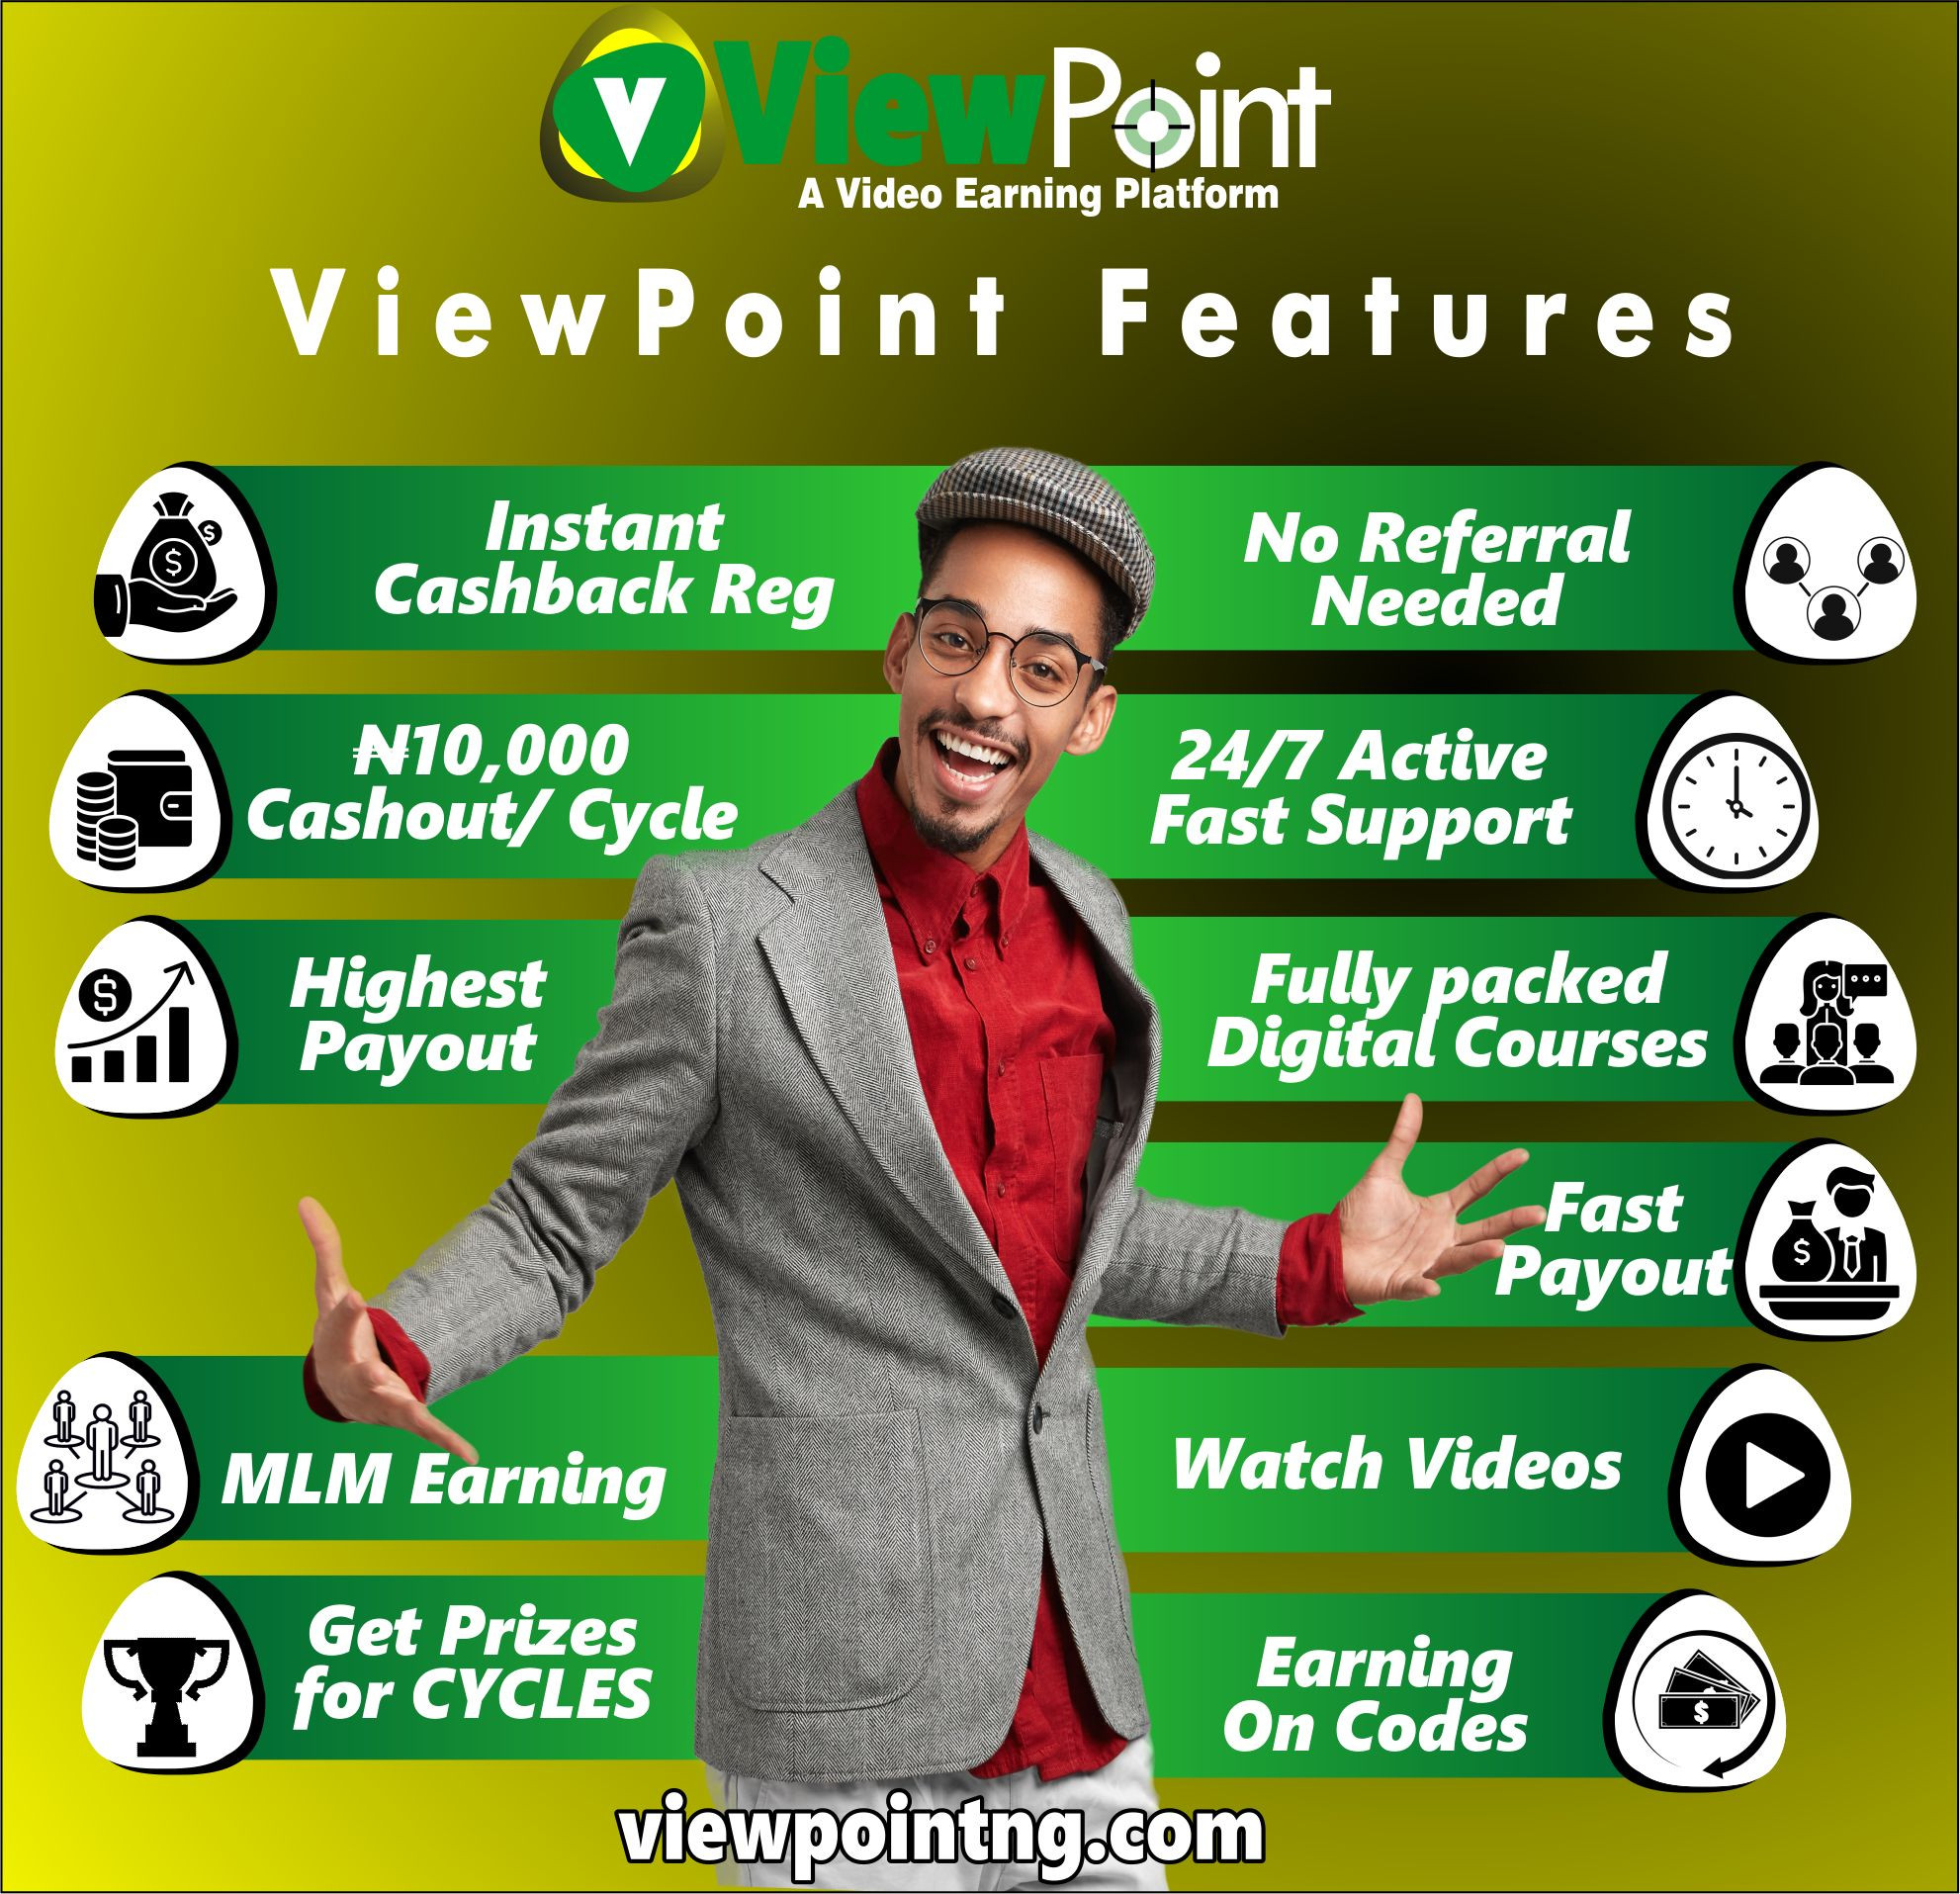 V
ViewPoint
A Video Earning Platform
ViewPoint Features
Instant
Cashback Reg
No Referral
Needed
₦10,000
Cashout/ Cycle
24/7 Active
Fast Support
Highest
Payout
Fully packed
Digital Courses
Fast
Payout
MLM Earning
Watch Videos
Get Prizes
for CYCLES
Earning
On Codes
viewpointng.com